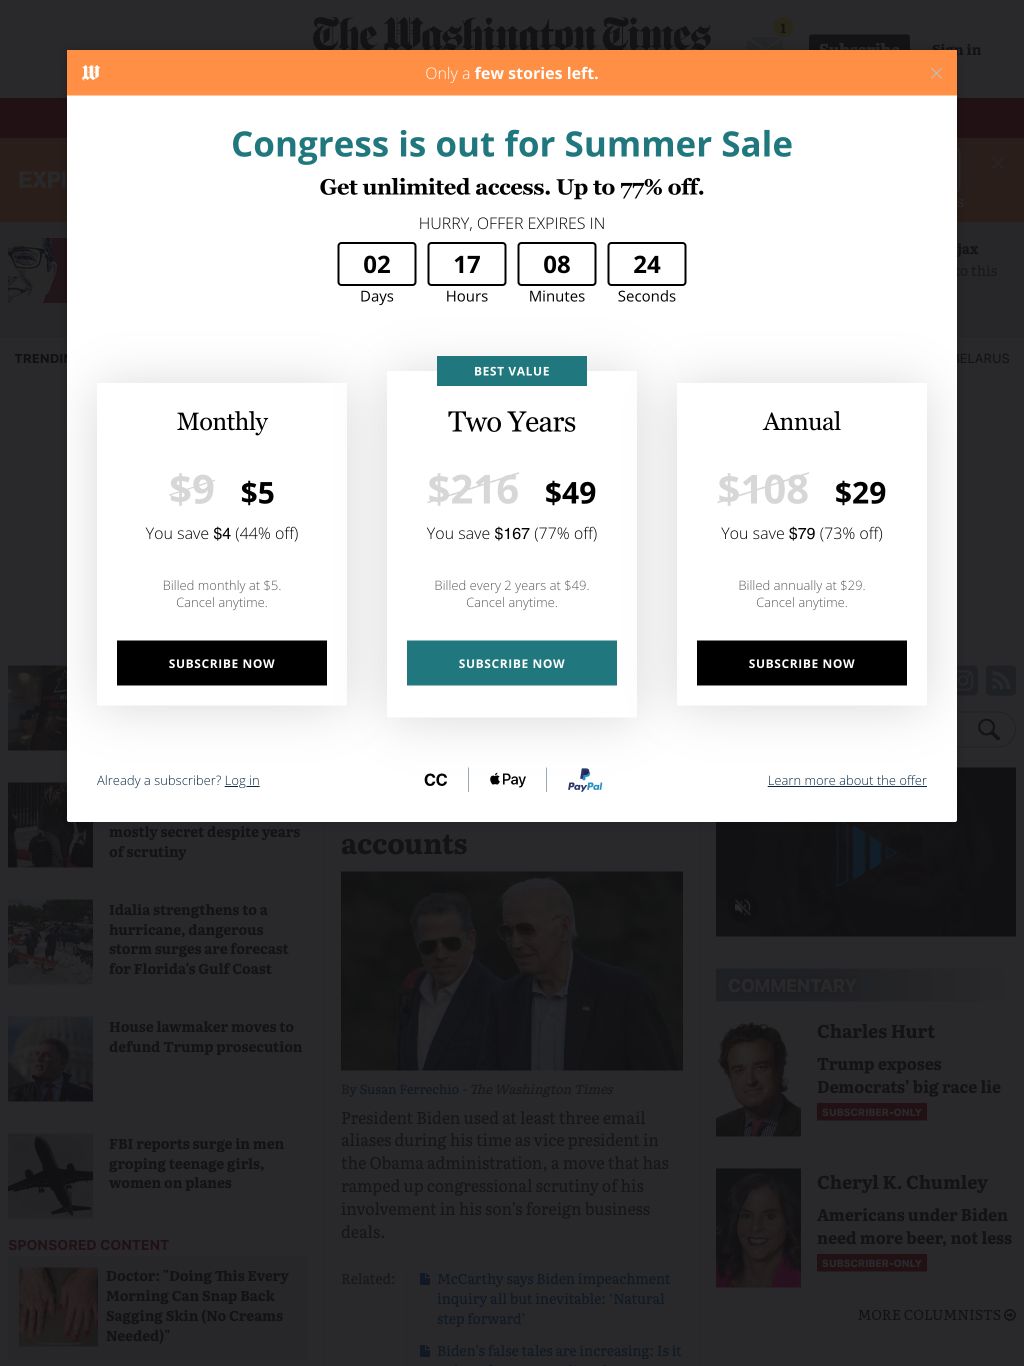 The Washington Times
1
Subscribe
Sign in
Only a few stories left.
Congress is out for Summer Sale
Get unlimited access. Up to 77% off.
HURRY, OFFER EXPIRES IN
02 17 08 24
Days Hours Minutes Seconds
TRENDIN
ELARUS
jax
to this
Monthly
$9 $5
You save $4 (44% off)
Billed monthly at $5.
Cancel anytime.
SUBSCRIBE NOW
BEST VALUE
Two Years
$216 $49
You save $167 (77% off)
Billed every 2 years at $49.
Cancel anytime.
SUBSCRIBE NOW
Annual
$108 $29
You save $79 (73% off)
Billed annually at $29.
Cancel anytime.
SUBSCRIBE NOW
Already a subscriber? Log in
CC
Pay
PayPal
Learn more about the offer
mostly secret despite years
of scrutiny
Idalia strengthens to a
hurricane, dangerous
storm surges are forecast
for Florida's Gulf Coast
House lawmaker moves to
defund Trump prosecution
FBI reports surge in men
groping teenage girls,
women on planes
SPONSORED CONTENT
Doctor: "Doing This Every
Morning Can Snap Back
Sagging Skin (No Creams
Needed)"
accounts
By Susan Ferrechio - The Washington Times
President Biden used at least three email
aliases during his time as vice president in
the Obama administration, a move that has
ramped up congressional scrutiny of his
involvement in his son's foreign business
deals.
Related:
McCarthy says Biden impeachment
inquiry all but inevitable: 'Natural
step forward'
Biden's false tales are increasing: Is it
COMMENTARY
Charles Hurt
Trump exposes
Democrats' big race lie
SUBSCRIBER-ONLY
Cheryl K. Chumley
Americans under Biden
need more beer, not less
SUBSCRIBER-ONLY
MORE COLUMNISTS